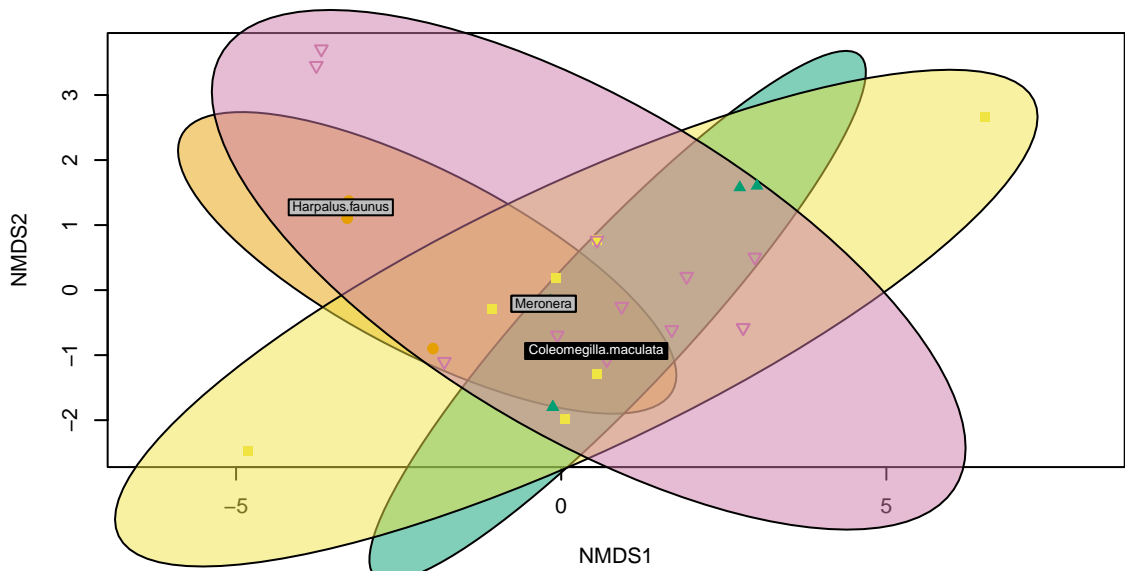 NMDS2
3
2
1
0
−1
−2
Harpalus.faunus
Meronera
Coleomegilla.maculata
−5
0
5
NMDS1